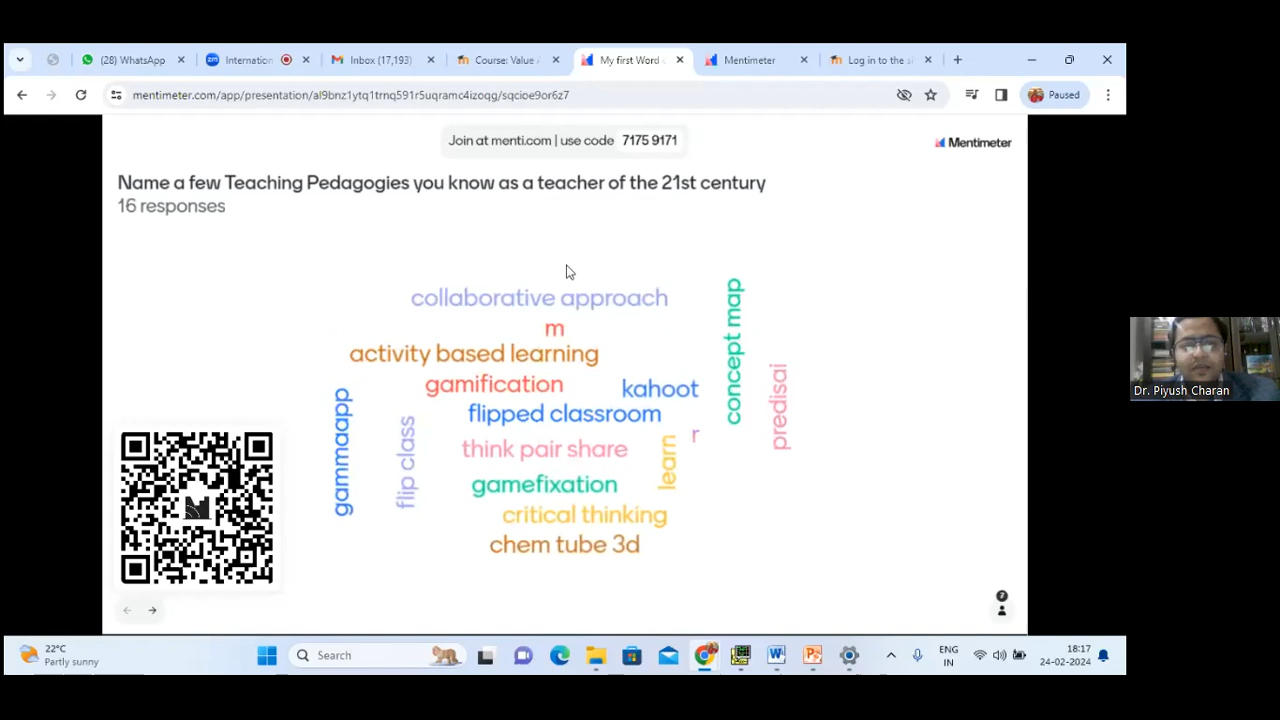 (28) WhatsApp
Internation
Inbox (17,193)
Course: Value A
My first Word C
Mentimeter
Log in to the si
mentimeter.com/app/presentation/al9bnz1ytq1trnq591r5uqramc4izoqg/sqcioe9or6z7
Paused
Join at menti.com | use code 7175 9171
Mentimeter
Name a few Teaching Pedagogies you know as a teacher of the 21st century
16 responses
collaborative approach
m
activity based learning
gamification
kahoot
flipped classroom
r
think pair share
gamefixation
critical thinking
chem tube 3d
gammaapp
flip class
learn
concept map
predisai
7
Dr. Piyush Charan
22°C
Partly sunny
Search
ENG
IN
18:17
24-02-2024